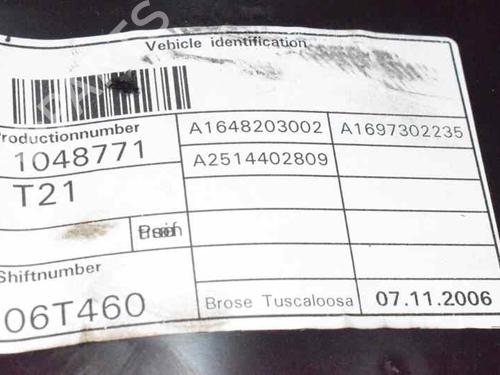 Vehicle identification
Productionnumber
1048771
A1648203002
A1697302235
T21
A2514402809
Shiftnumber
06T460
Brose Tuscaloosa
07.11.2006